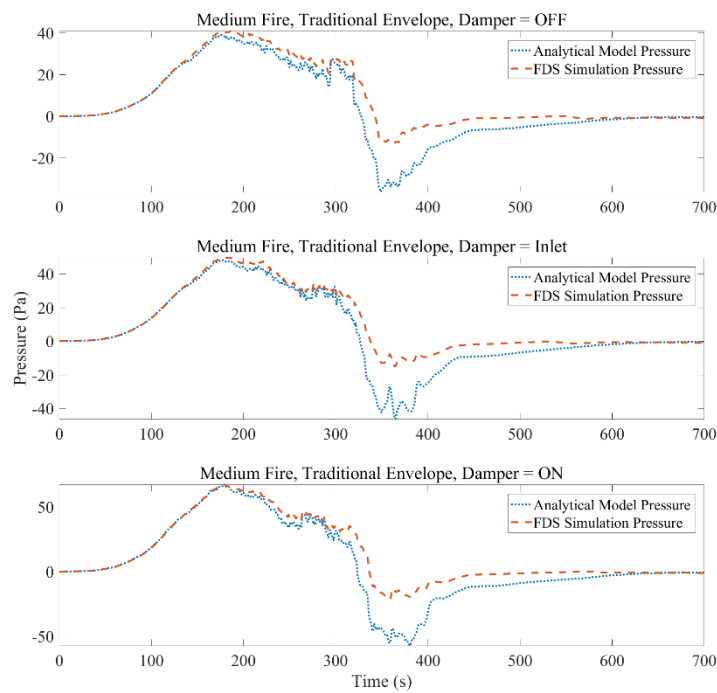 Medium Fire, Traditional Envelope, Damper = OFF
40
20
0
-20
Analytical Model Pressure
FDS Simulation Pressure
0 100 200 300 400 500 600 700
Medium Fire, Traditional Envelope, Damper = Inlet
Pressure (Pa)
40
20
0
-20
-40
Analytical Model Pressure
FDS Simulation Pressure
0 100 200 300 400 500 600 700
Medium Fire, Traditional Envelope, Damper = ON
50
0
-50
Analytical Model Pressure
FDS Simulation Pressure
0 100 200 300 400 500 600 700
Time (s)